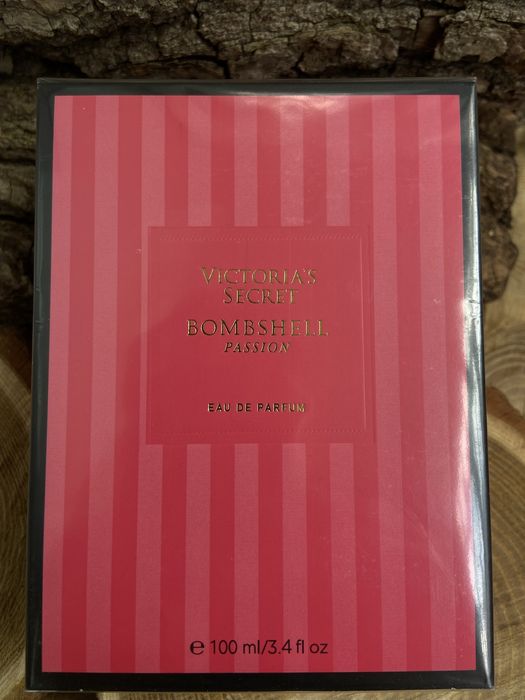 VICTORIA'S
SECRET
BOMBSHELL
PASSION
EAU DE PARFUM
℮ 100 ml/3.4 fl oz